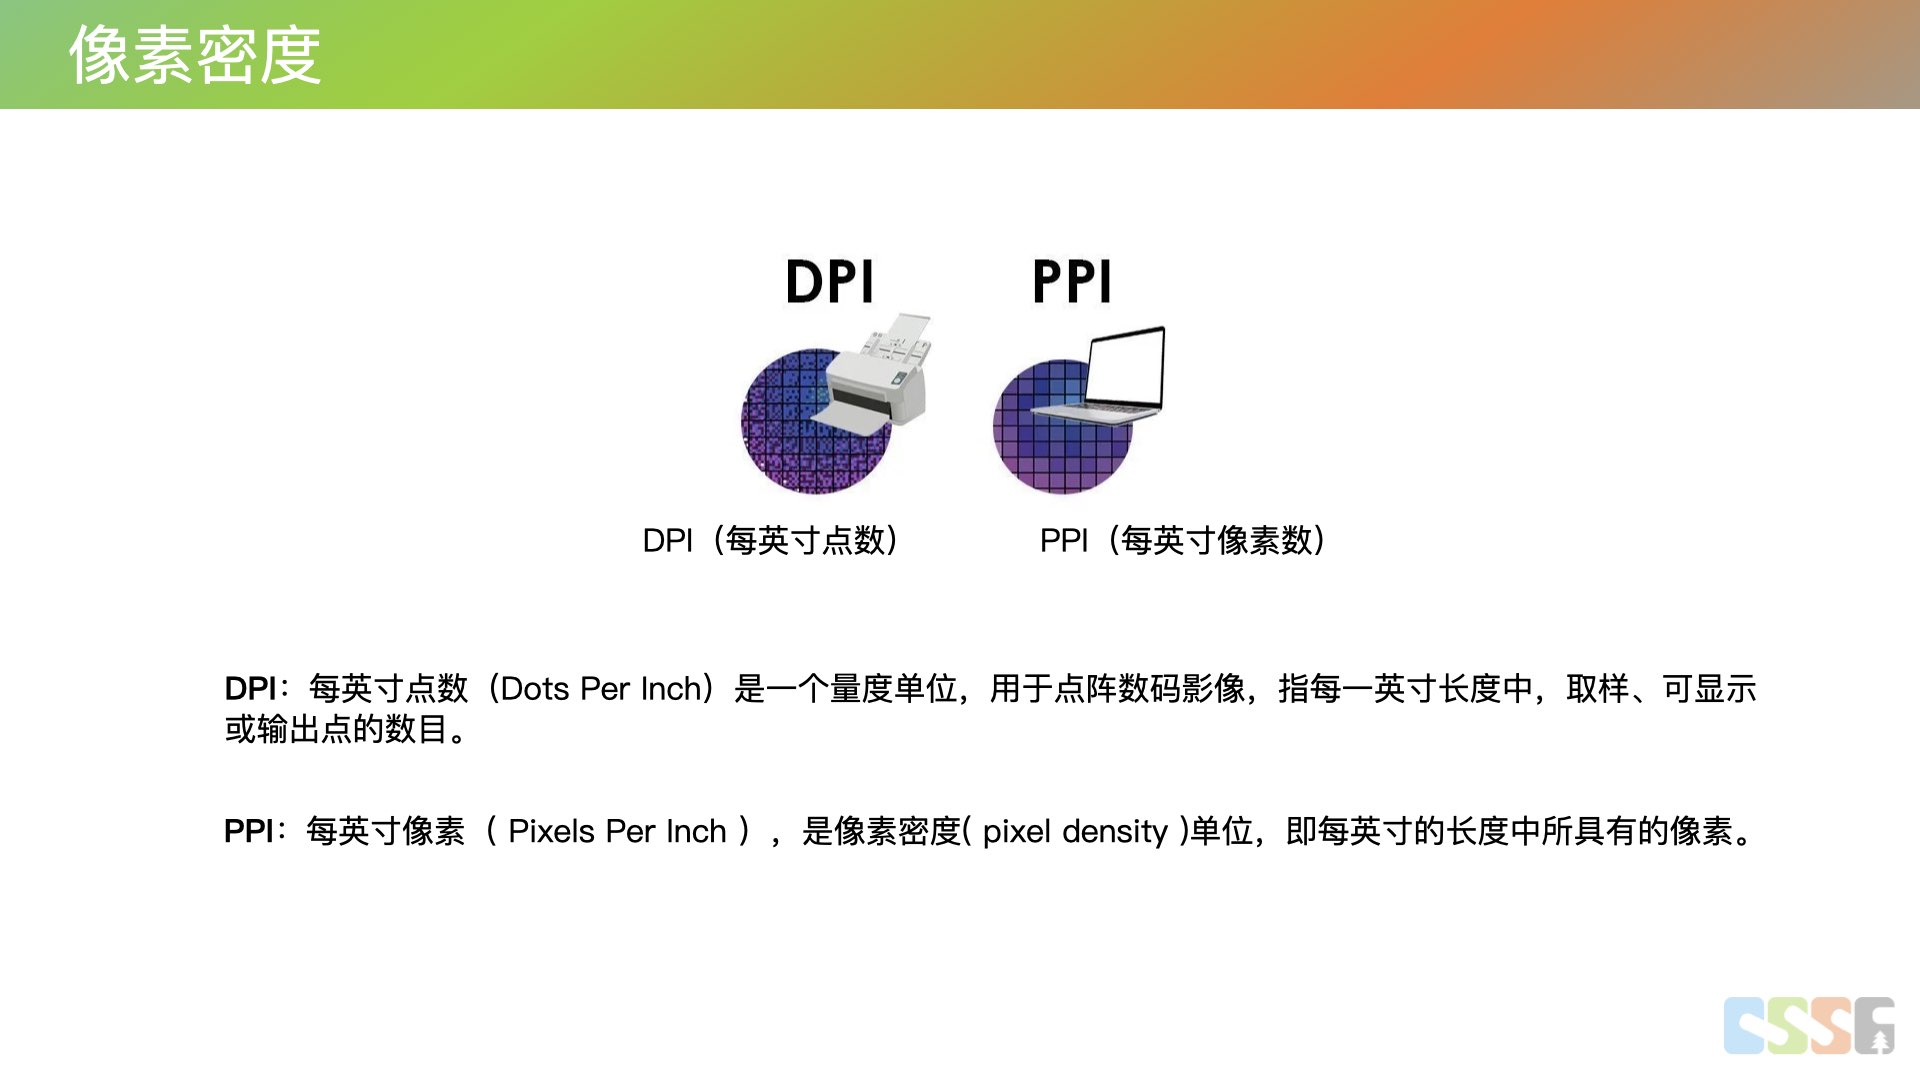 像素密度
DPI PPI
DPI（每英寸点数） PPI（每英寸像素数）
DPI：每英寸点数（Dots Per Inch）是一个量度单位，用于点阵数码影像，指每一英寸长度中，取样、可显示
或输出点的数目。
PPI：每英寸像素（ Pixels Per Inch ），是像素密度( pixel density )单位，即每英寸的长度中所具有的像素。
CSSG